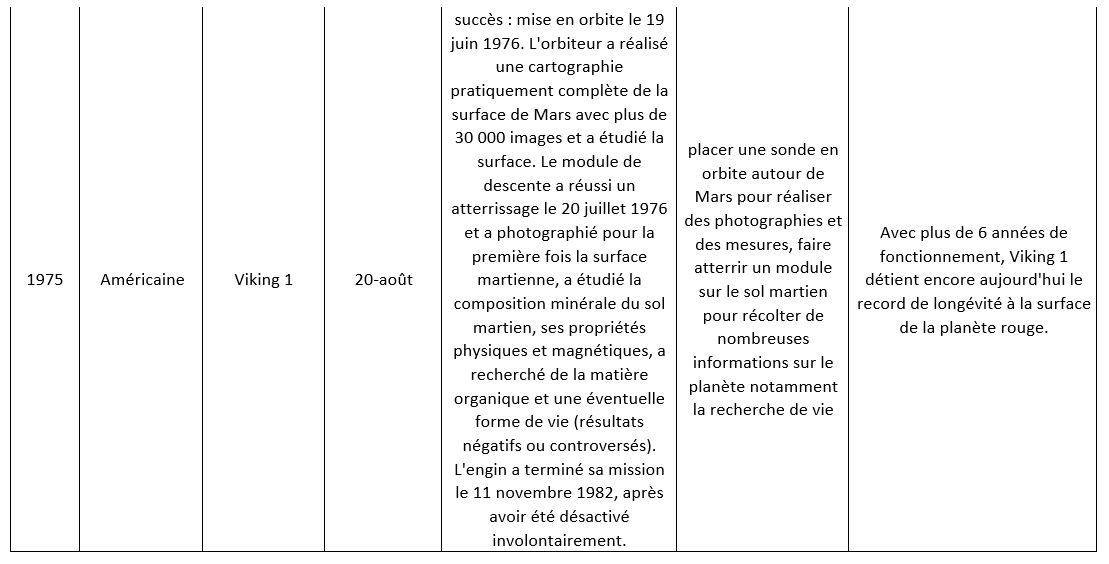 1975
Américaine
Viking 1
20-août
succès : mise en orbite le 19
juin 1976. L'orbiteur a réalisé
une cartographie
pratiquement complète de la
surface de Mars avec plus de
30 000 images et a étudié la
surface. Le module de
descente a réussi un
atterrissage le 20 juillet 1976
et a photographié pour la
première fois la surface
martienne, a étudié la
composition minérale du sol
martien, ses propriétés
physiques et magnétiques, a
recherché de la matière
organique et une éventuelle
forme de vie (résultats
négatifs ou controversés).
L'engin a terminé sa mission
le 11 novembre 1982, après
avoir été désactivé
involontairement.
placer une sonde en
orbite autour de
Mars pour réaliser
des photographies et
des mesures, faire
atterrir un module
sur le sol martien
pour récolter de
nombreuses
informations sur le
planète notamment
la recherche de vie
Avec plus de 6 années de
fonctionnement, Viking 1
détient encore aujourd'hui le
record de longévité à la surface
de la planète rouge.